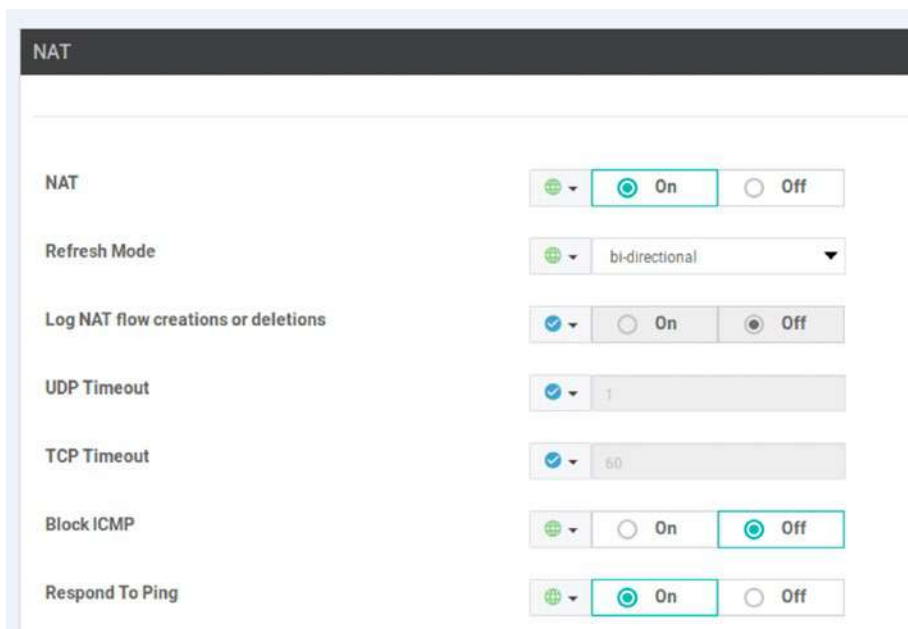 NAT
NAT On Off
Refresh Mode bi-directional
Log NAT flow creations or deletions On Off
UDP Timeout 1
TCP Timeout 60
Block ICMP On Off
Respond To Ping On Off